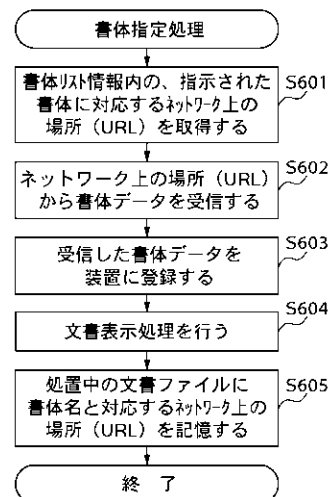 書体指定処理
書体リスト情報内の、指示された
書体に対応するネットワーク上の
場所（URL）を取得する
S601
ネットワーク上の場所（URL）
から書体データを受信する
S602
受信した書体データを
装置に登録する
S603
文書表示処理を行う
S604
処置中の文書ファイルに
書体名と対応するネットワーク上の
場所（URL）を記憶する
S605
終　了